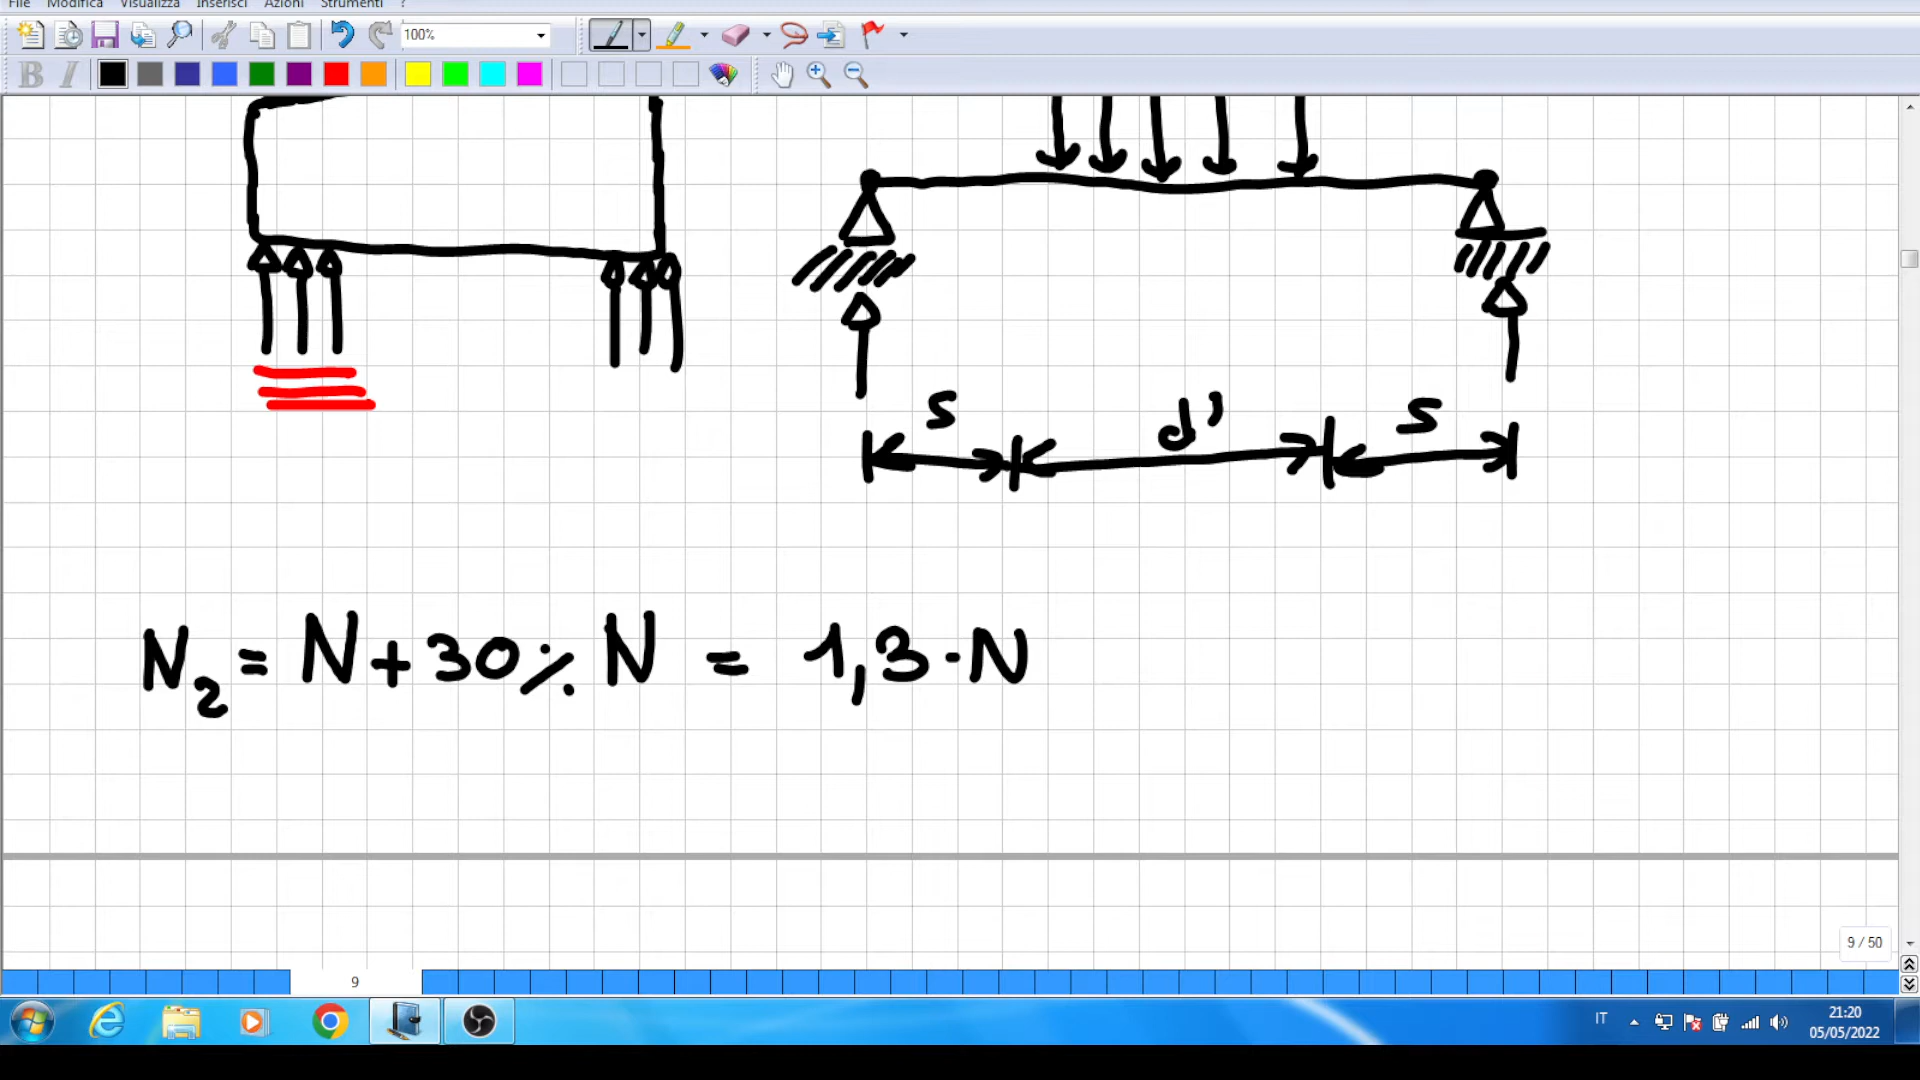 File Modifica Visualizza Inserisci Azioni Strumenti ?
100%
B I
s d' s
N₂ = N + 30% N = 1,3 · N
9 / 50
9
IT
21:20
05/05/2022